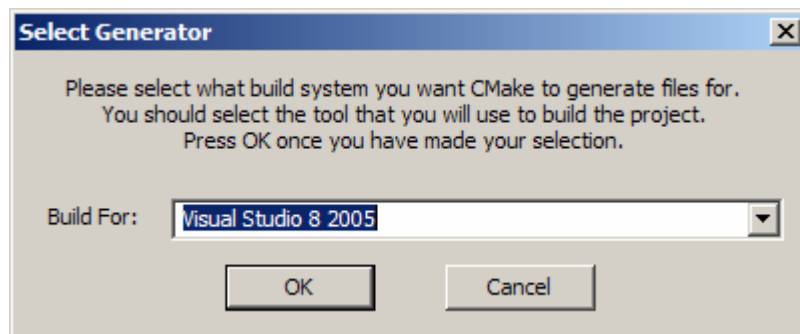 Select Generator
Please select what build system you want CMake to generate files for.
You should select the tool that you will use to build the project.
Press OK once you have made your selection.
Build For: Visual Studio 8 2005
OK Cancel